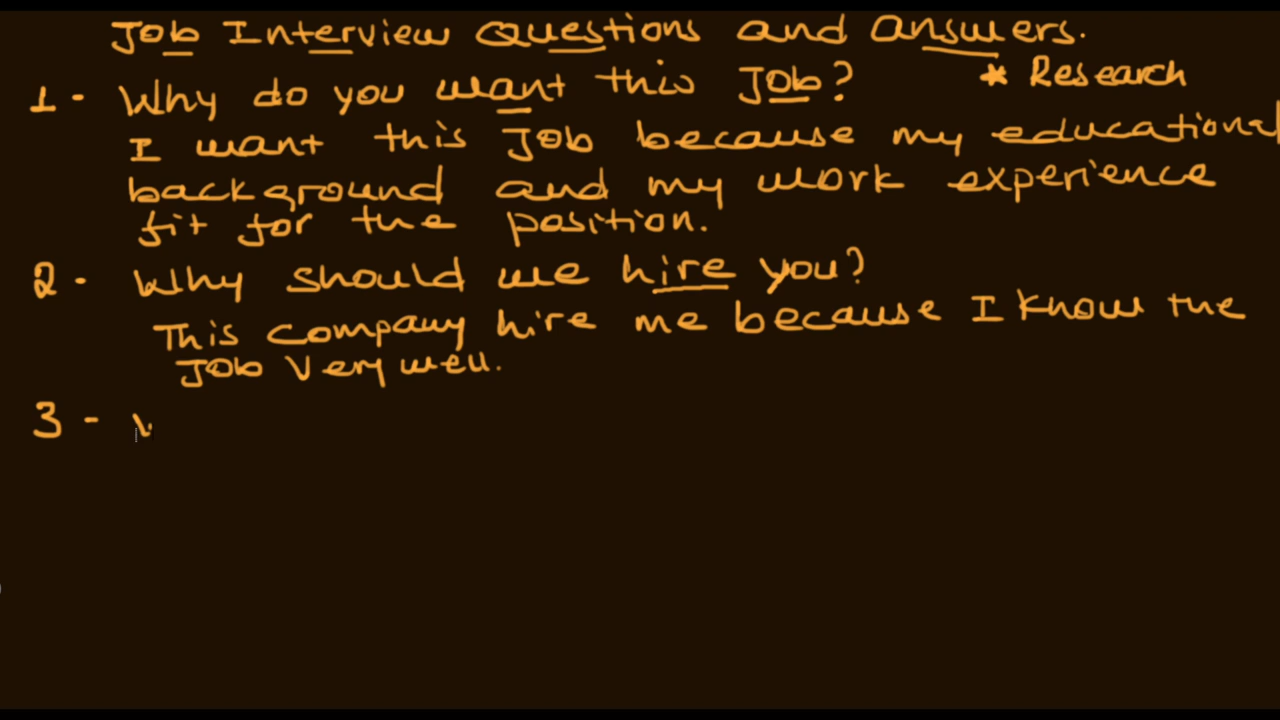 Job Interview Questions and Answers.
* Research
1- Why do you want this Job?
I want this Job because my educational
background and my work experience
fit for the position.
2- Why should we hire you?
This company hire me because I know the
Job very well.
3-